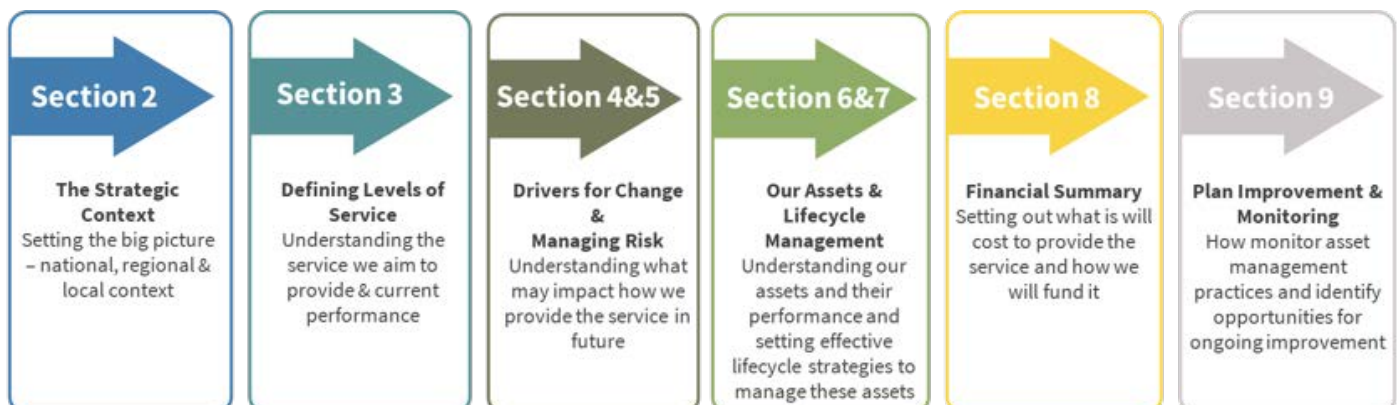 Section 2
The Strategic
Context
Setting the big picture
– national, regional &
local context
Section 3
Defining Levels of
Service
Understanding the
service we aim to
provide & current
performance
Section 4&5
Drivers for Change
&
Managing Risk
Understanding what
may impact how we
provide the service in
future
Section 6&7
Our Assets &
Lifecycle
Management
Understanding our
assets and their
performance and
setting effective
lifecycle strategies to
manage these assets
Section 8
Financial Summary
Setting out what is will
cost to provide the
service and how we
will fund it
Section 9
Plan Improvement &
Monitoring
How monitor asset
management
practices and identify
opportunities for
ongoing improvement